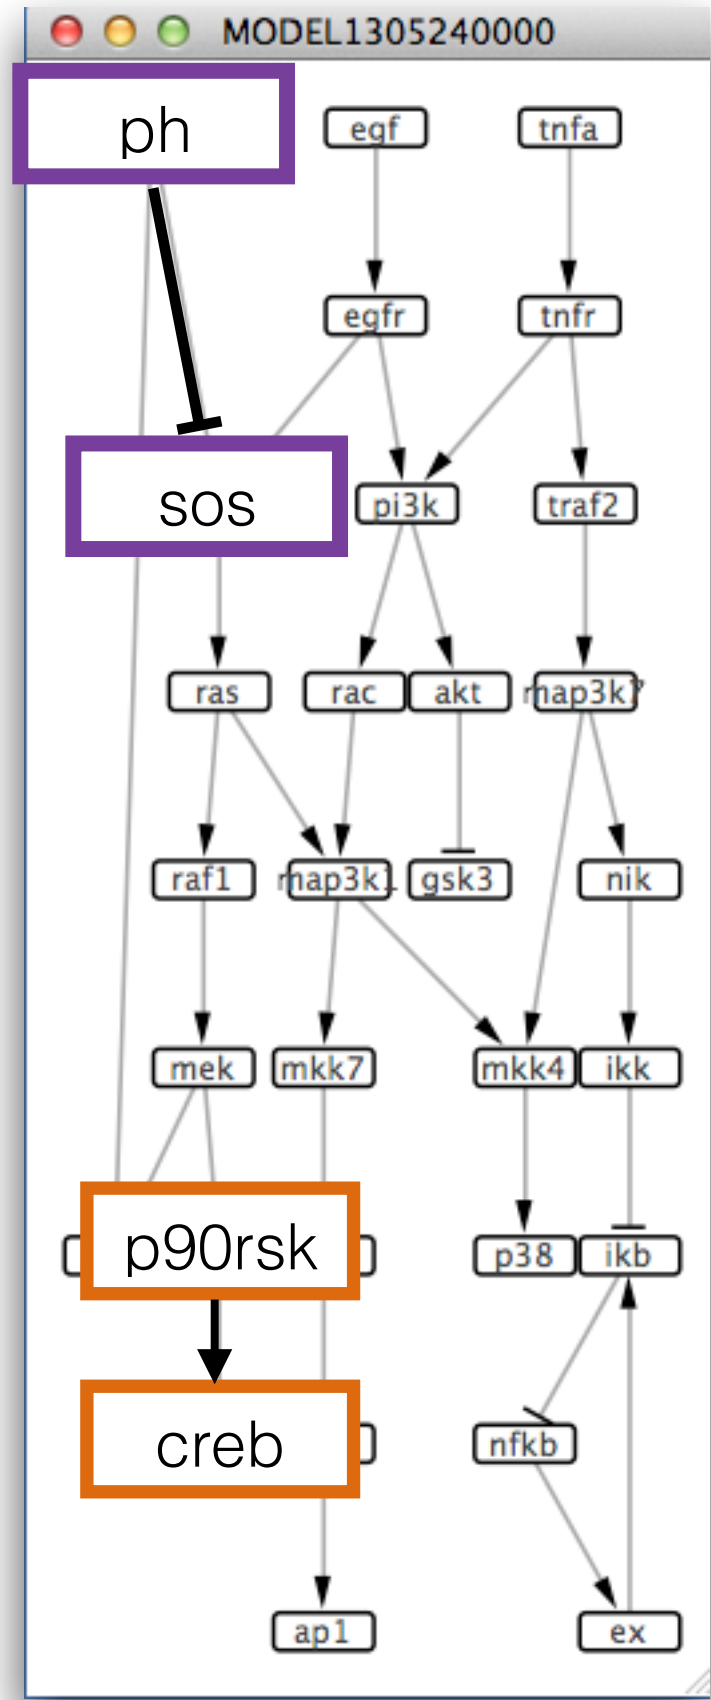 MODEL1305240000
ph
egf
tnfa
egfr
tnfr
sos
pi3k
traf2
ras
rac
akt
map3k7
raf1
map3k1
gsk3
nik
mek
mkk7
mkk4
ikk
p90rsk
p38
ikb
creb
nfkb
ap1
ex